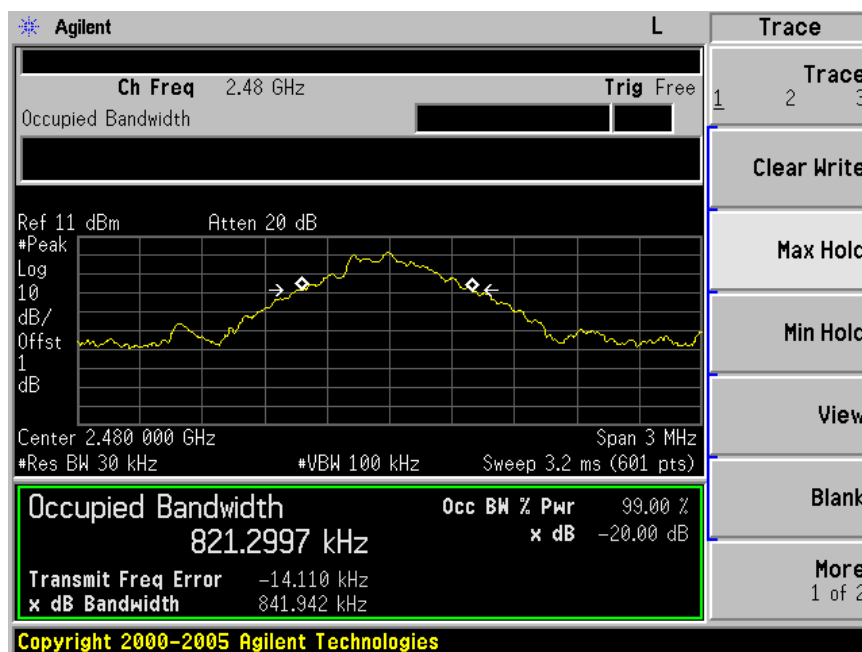 Agilent L Trace
Ch Freq 2.48 GHz Trig Free
Occupied Bandwidth
Trace
1 2 3
Clear Write
Max Hold
Min Hold
View
Blank
More
1 of 2
Ref 11 dBm Atten 20 dB
#Peak
Log
10
dB/
Offst
1
dB
Center 2.480 000 GHz Span 3 MHz
#Res BW 30 kHz #VBW 100 kHz Sweep 3.2 ms (601 pts)
Occupied Bandwidth
821.2997 kHz
Occ BW % Pwr 99.00 %
x dB -20.00 dB
Transmit Freq Error -14.110 kHz
x dB Bandwidth 841.942 kHz
Copyright 2000-2005 Agilent Technologies